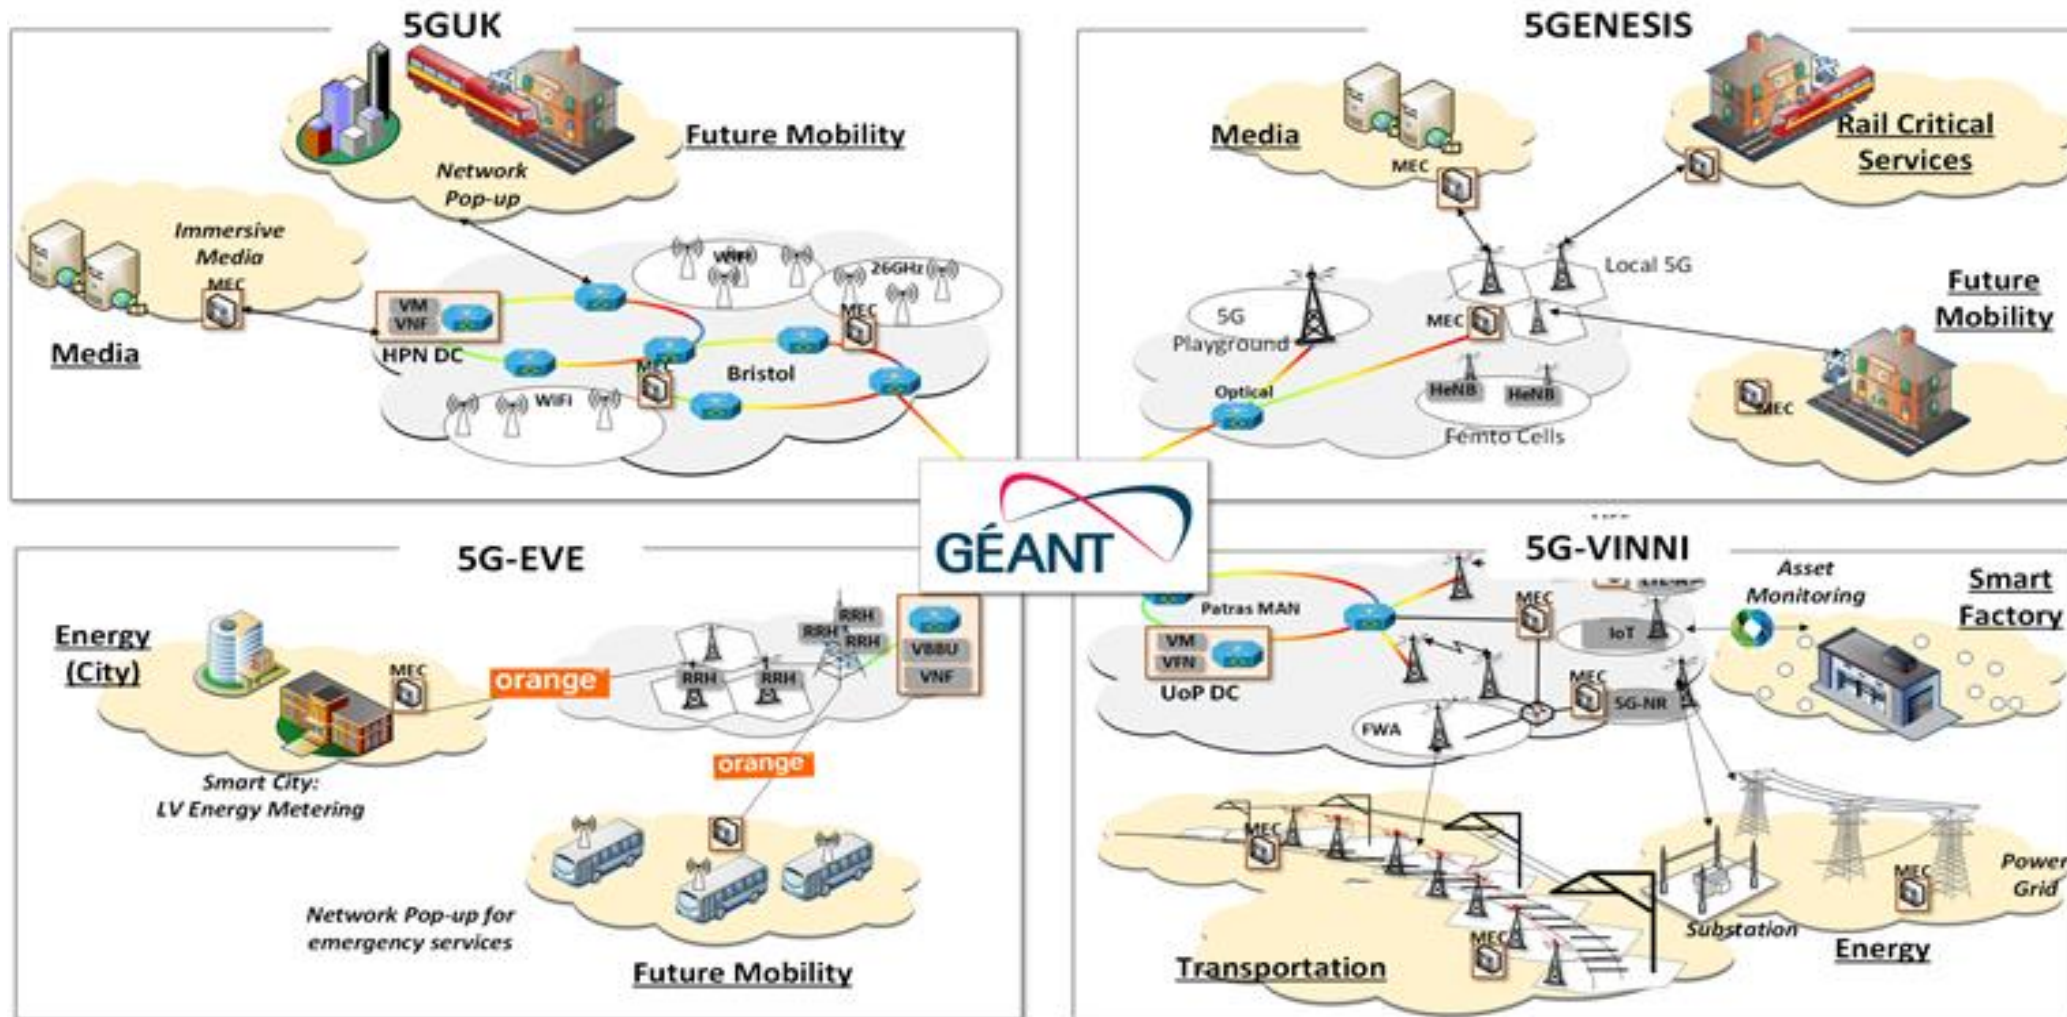 5GUK
Future Mobility
Network
Pop-up
Immersive
Media
MEC
Media
VM
VNF
HPN DC
WiFi
26GHz
MEC
MEC
Bristol
WiFi
5GENESIS
Media
MEC
Rail Critical
Services
Local 5G
5G
Playground
MEC
Optical
HeNB
HeNB
Femto Cells
Future
Mobility
MEC
GÉANT
5G-EVE
Energy
(City)
MEC
orange
RRH
RRH
RRH
RRH
RRH
VBBU
VNF
orange
Smart City:
LV Energy Metering
Network Pop-up for
emergency services
Future Mobility
5G-VINNI
Patras MAN
VM
VFN
UoP DC
MEC
IoT
MEC
5G-NR
FWA
Asset
Monitoring
Smart
Factory
MEC
MEC
Transportation
Substation
MEC
Power
Grid
Energy